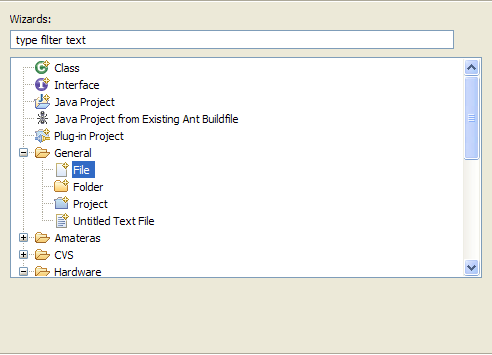 Wizards:
type filter text
Class
Interface
Java Project
Java Project from Existing Ant Buildfile
Plug-in Project
General
File
Folder
Project
Untitled Text File
Amateras
CVS
Hardware